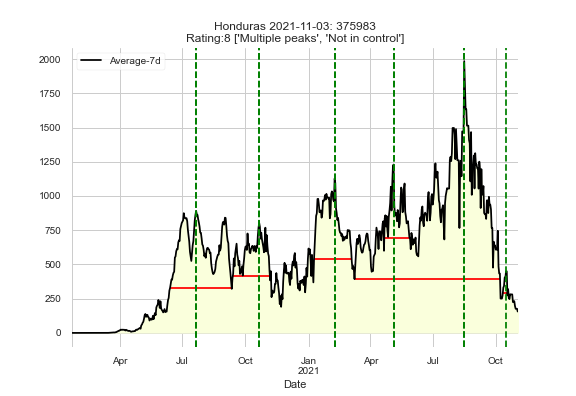 Honduras 2021-11-03: 375983
Rating:8 ['Multiple peaks', 'Not in control']
Average-7d
2000
1750
1500
1250
1000
750
500
250
0
Apr
Jul
Oct
Jan
2021
Apr
Jul
Oct
Date